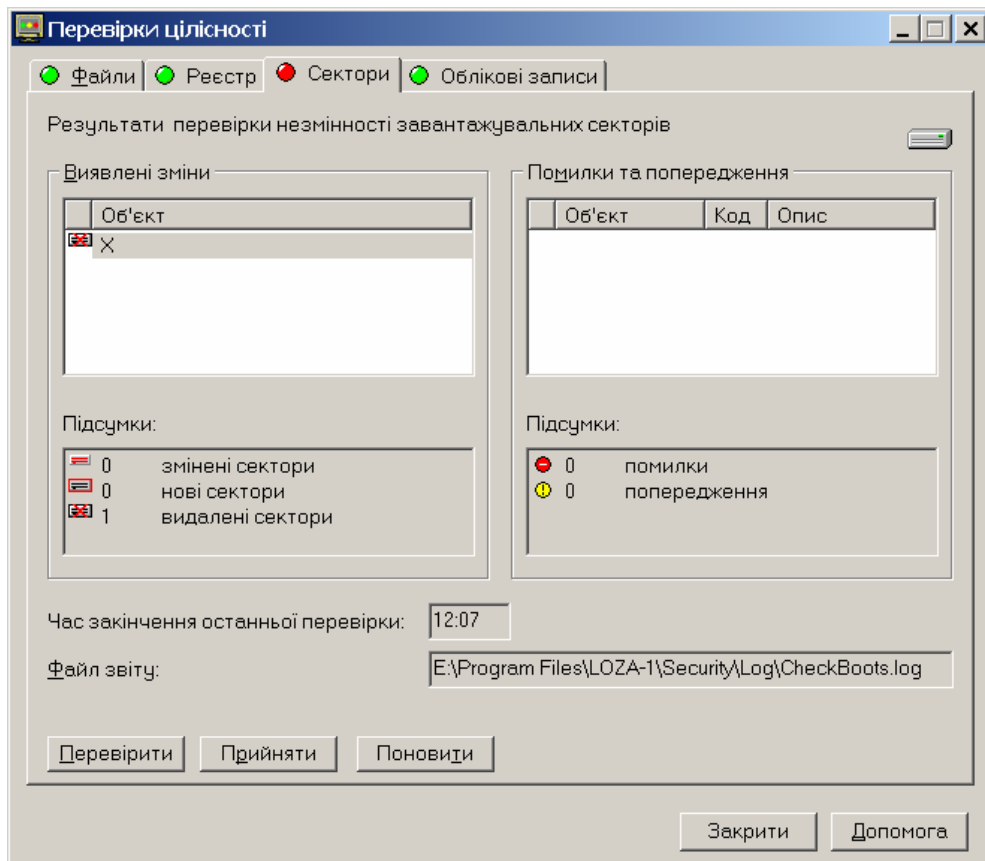 Перевірки цілісності
Файли Реєстр Сектори Облікові записи
Результати перевірки незмінності завантажувальних секторів
Виявлені зміни
Об'єкт
X
Підсумки:
0 змінені сектори
0 нові сектори
1 видалені сектори
Помилки та попередження
Об'єкт Код Опис
Підсумки:
0 помилки
0 попередження
Час закінчення останньої перевірки: 12:07
Файл звіту: E:\Program Files\LOZA-1\Security\Log\CheckBoots.log
Перевірити Прийняти Поновити
Закрити Допомога